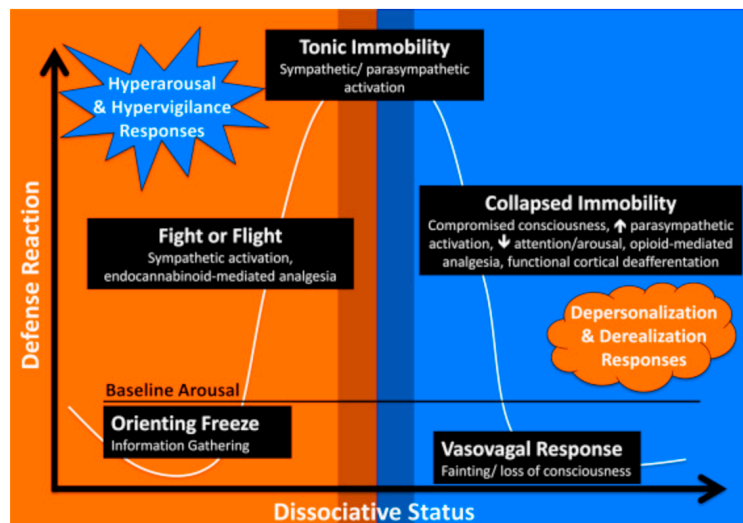 Tonic Immobility
Sympathetic/ parasympathetic
activation
Hyperarousal
& Hypervigilance
Responses
Fight or Flight
Sympathetic activation,
endocannabinoid-mediated analgesia
Collapsed Immobility
Compromised consciousness, ⬆ parasympathetic
activation, ⬇ attention/arousal, opioid-mediated
analgesia, functional cortical deafferentation
Depersonalization
& Derealization
Responses
Defense Reaction
Baseline Arousal
Orienting Freeze
Information Gathering
Vasovagal Response
Fainting/ loss of consciousness
Dissociative Status